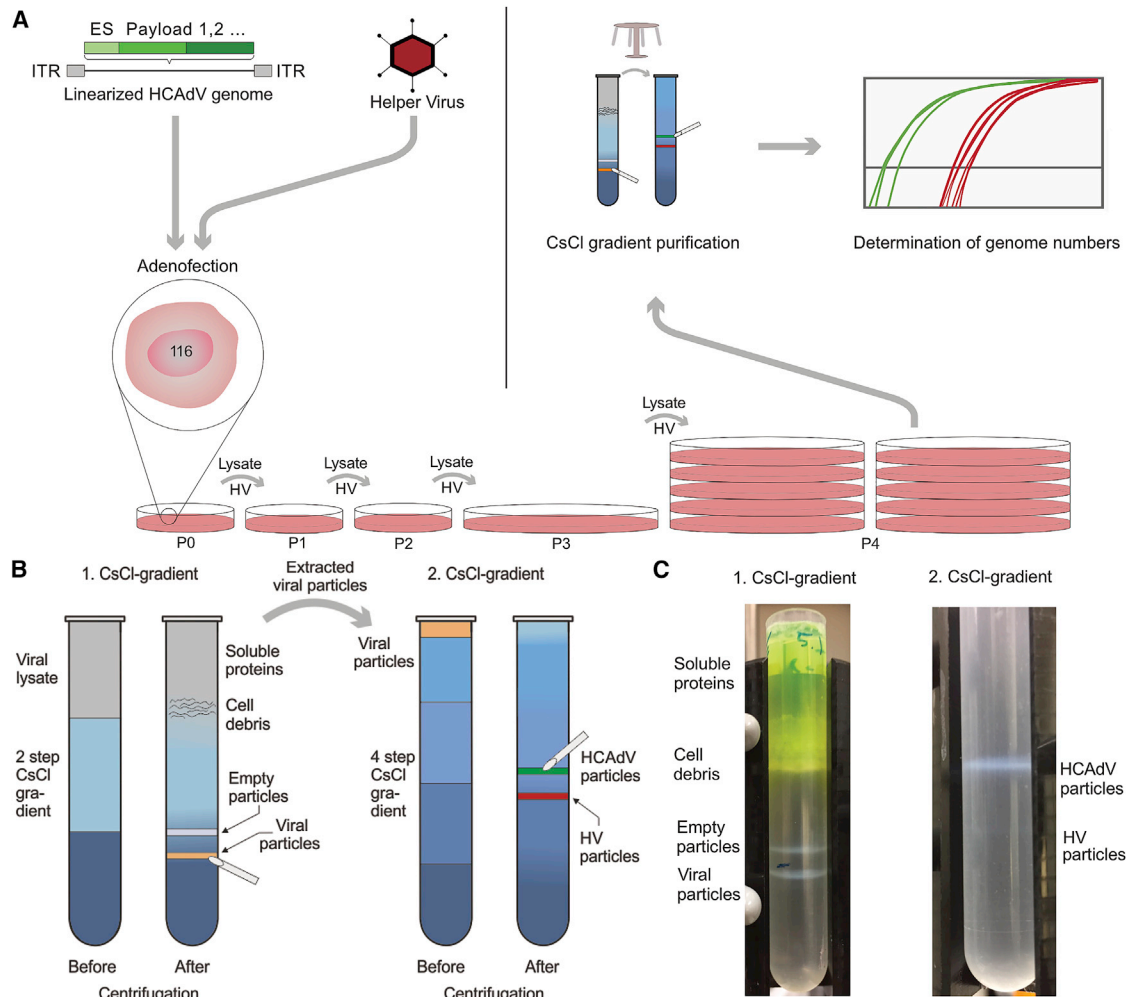 A
ES Payload 1,2 ...
ITR
ITR
Linearized HCAdV genome
Helper Virus
Adenofection
116
Lysate
HV
Lysate
HV
Lysate
HV
Lysate
HV
P0
P1
P2
P3
P4
CsCl gradient purification
Determination of genome numbers
B
1. CsCl-gradient
Extracted
viral particles
2. CsCl-gradient
Viral
lysate
2 step
CsCl
gra-
dient
Soluble
proteins
Cell
debris
Empty
particles
Viral
particles
Viral
particles
4 step
CsCl
gra-
dient
HCAdV
particles
HV
particles
Before
After
Centrifugation
Before
After
Centrifugation
C
1. CsCl-gradient
2. CsCl-gradient
Soluble
proteins
Cell
debris
Empty
particles
Viral
particles
HCAdV
particles
HV
particles